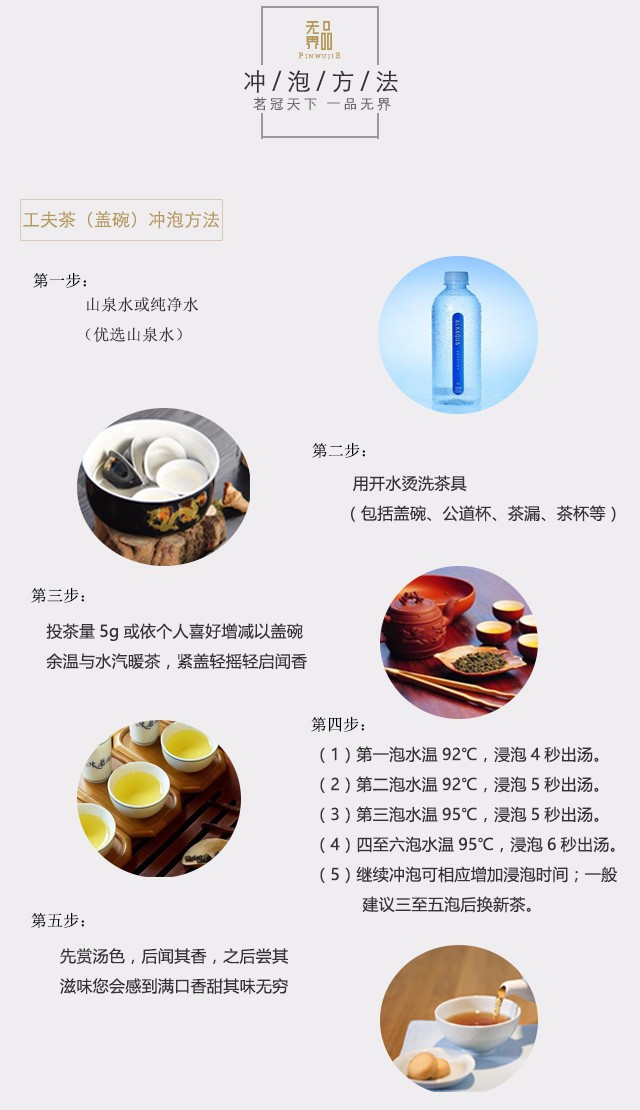 无界
品
PINWUJIE
冲/泡/方/法
茗冠天下 一品无界
工夫茶（盖碗）冲泡方法
第一步：
山泉水或纯净水
（优选山泉水）
ALKAQUA
第二步：
用开水烫洗茶具
（包括盖碗、公道杯、茶漏、茶杯等）
第三步：
投茶量 5g 或依个人喜好增减以盖碗
余温与水汽暖茶，紧盖轻摇轻启闻香
第四步：
（1）第一泡水温 92℃，浸泡 4 秒出汤。
（2）第二泡水温 92℃，浸泡 5 秒出汤。
（3）第三泡水温 95℃，浸泡 5 秒出汤。
（4）四至六泡水温 95℃，浸泡 6 秒出汤。
（5）继续冲泡可相应增加浸泡时间；一般
建议三至五泡后换新茶。
第五步：
先赏汤色，后闻其香，之后尝其
滋味您会感到满口香甜其味无穷